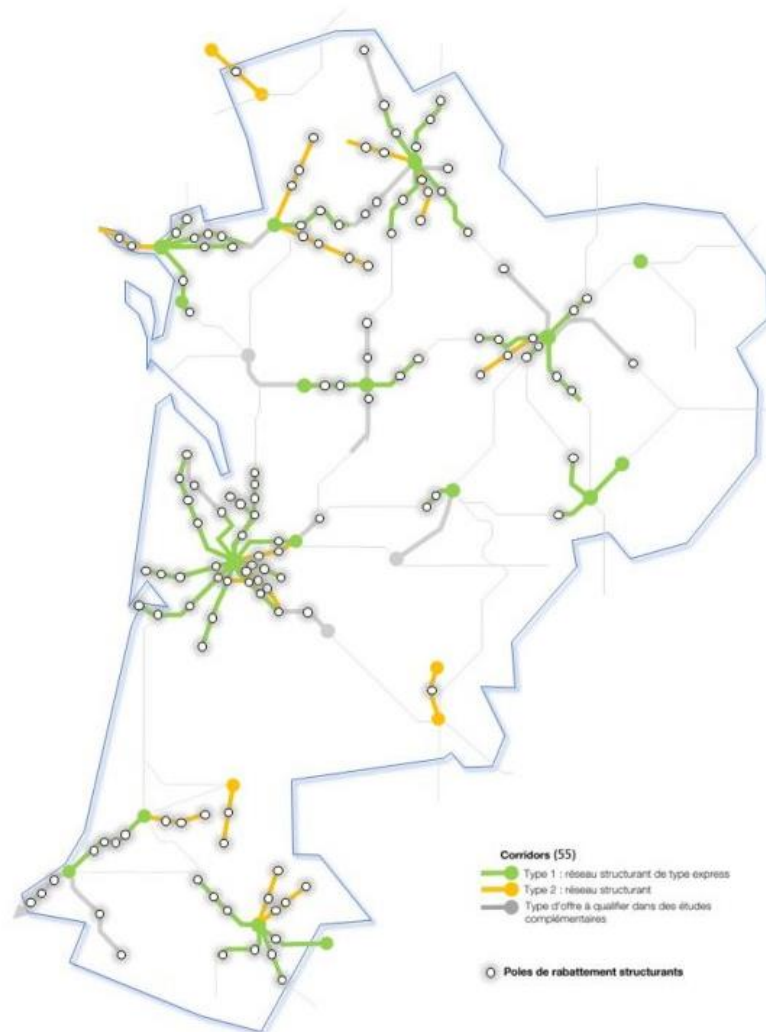 Corridors (55)
Type 1 : réseau structurant de type express
Type 2 : réseau structurant
Type d'offre à qualifier dans des études
complémentaires
Poles de rabattement structurants